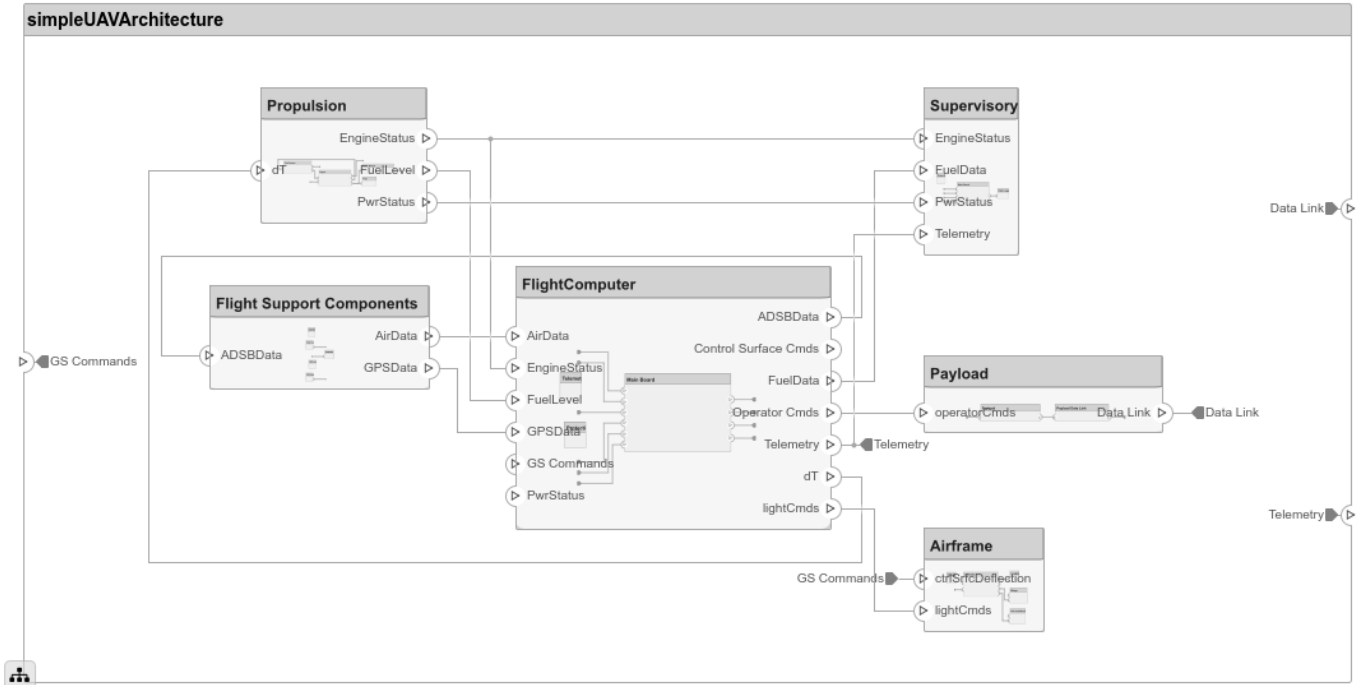 simpleUAVArchitecture
Propulsion
EngineStatus
dT
FuelLevel
PwrStatus
Supervisory
EngineStatus
FuelData
PwrStatus
Telemetry
Data Link
Flight Support Components
AirData
ADSBData
GPSData
GS Commands
FlightComputer
AirData
EngineStatus
FuelLevel
GPSData
GS Commands
PwrStatus
Main Board
ADSBData
Control Surface Cmds
FuelData
Operator Cmds
Telemetry
dT
lightCmds
Telemetry
Payload
operatorCmds
Data Link
Data Link
Telemetry
Airframe
GS Commands
ctrlSrfcDeflection
lightCmds